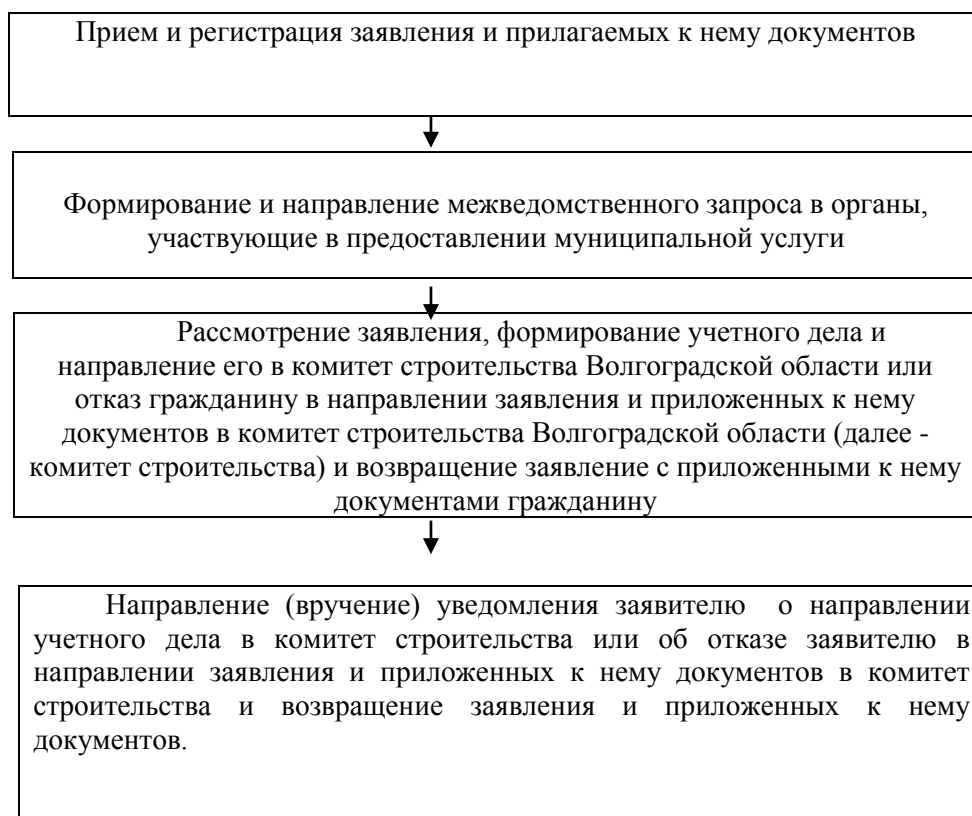 Прием и регистрация заявления и прилагаемых к нему документов
Формирование и направление межведомственного запроса в органы,
участвующие в предоставлении муниципальной услуги
Рассмотрение заявления, формирование учетного дела и
направление его в комитет строительства Волгоградской области или
отказ гражданину в направлении заявления и приложенных к нему
документов в комитет строительства Волгоградской области (далее -
комитет строительства) и возвращение заявление с приложенными к нему
документами гражданину
Направление (вручение) уведомления заявителю о направлении
учетного дела в комитет строительства или об отказе заявителю в
направлении заявления и приложенных к нему документов в комитет
строительства и возвращение заявления и приложенных к нему
документов.